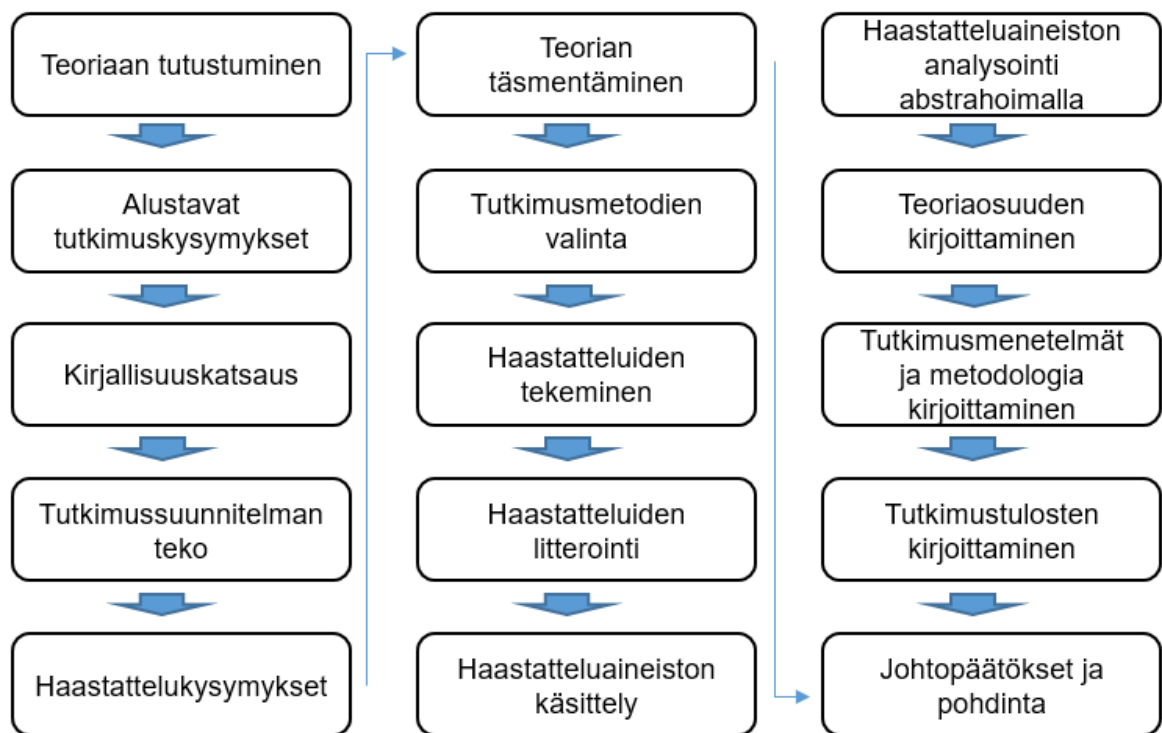 Teoriaan tutustuminen
Alustavat
tutkimuskysymykset
Kirjallisuuskatsaus
Tutkimussuunnitelman
teko
Haastattelukysymykset
Teorian
täsmentäminen
Tutkimusmetodien
valinta
Haastatteluiden
tekeminen
Haastatteluiden
litterointi
Haastatteluaineiston
käsittely
Haastatteluaineiston
analysointi
abstrahoimalla
Teoriaosuuden
kirjoittaminen
Tutkimusmenetelmät
ja metodologia
kirjoittaminen
Tutkimustulosten
kirjoittaminen
Johtopäätökset ja
pohdinta